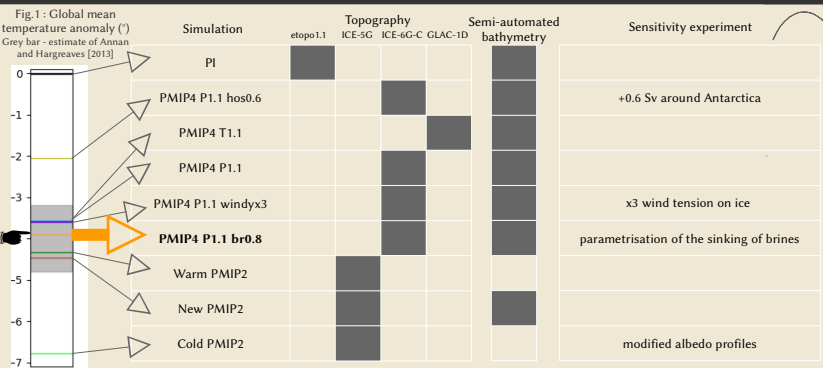 Fig.1 : Global mean
temperature anomaly (°)
Grey bar - estimate of Annan
and Hargreaves [2013]
Simulation
Topography
etopo1.1 ICE-5G ICE-6G-C GLAC-1D
Semi-automated
bathymetry
Sensitivity experiment
0
-1
-2
-3
-5
-6
-7
PI
PMIP4 P1.1 hos0.6 +0.6 Sv around Antarctica
PMIP4 T1.1
PMIP4 P1.1
PMIP4 P1.1 windyx3 x3 wind tension on ice
PMIP4 P1.1 br0.8 parametrisation of the sinking of brines
Warm PMIP2
New PMIP2
Cold PMIP2 modified albedo profiles